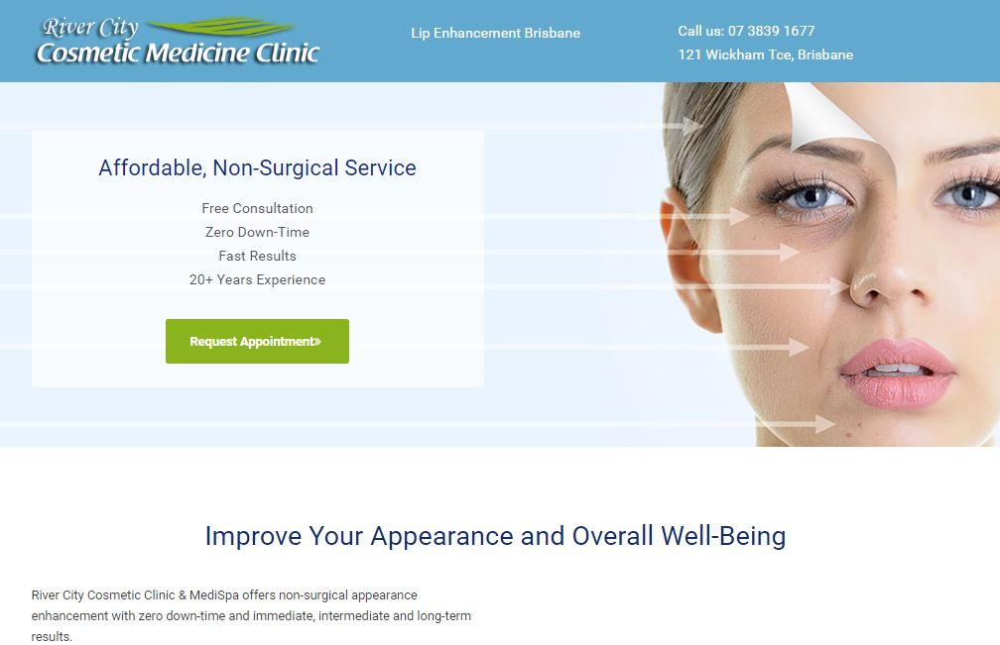 River City
Cosmetic Medicine Clinic
Lip Enhancement Brisbane
Call us: 07 3839 1677
121 Wickham Tce, Brisbane
Affordable, Non-Surgical Service
Free Consultation
Zero Down-Time
Fast Results
20+ Years Experience
Request Appointment»
Improve Your Appearance and Overall Well-Being
River City Cosmetic Clinic & MediSpa offers non-surgical appearance
enhancement with zero down-time and immediate, intermediate and long-term
results.